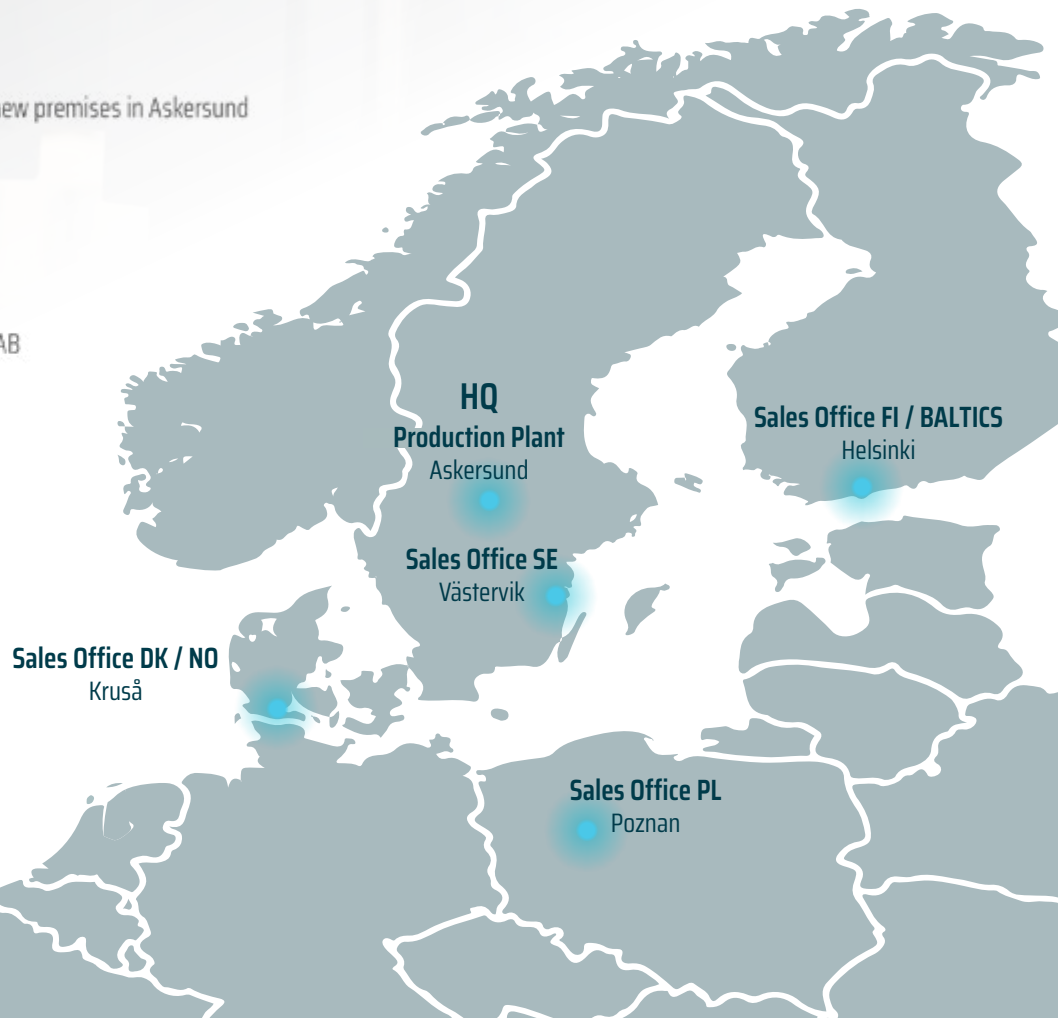 new premises in Askersund
AB
HQ
Production Plant
Askersund
Sales Office FI / BALTICS
Helsinki
Sales Office SE
Västervik
Sales Office DK / NO
Kruså
Sales Office PL
Poznan